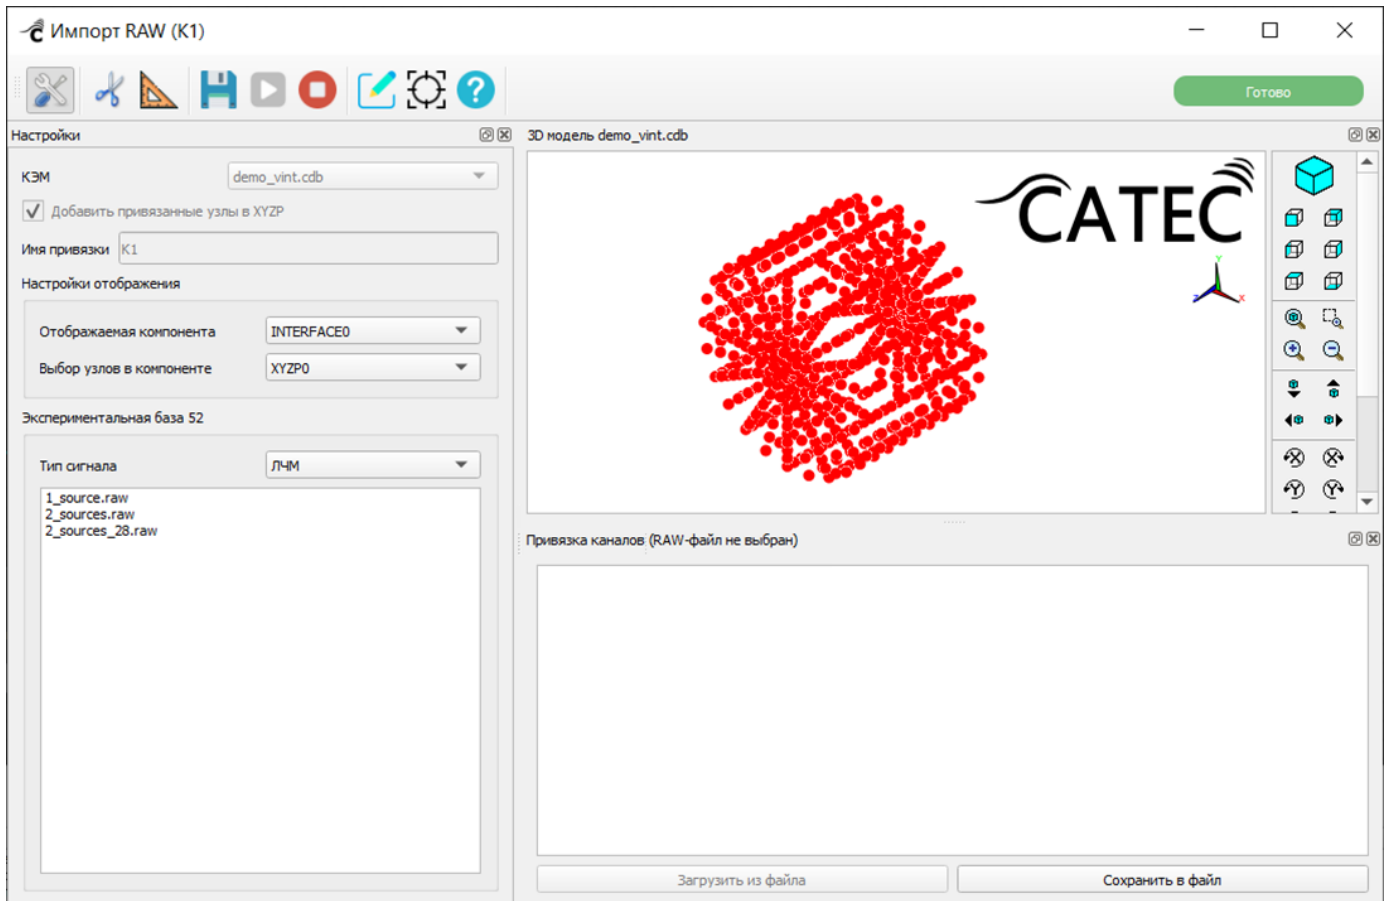 Импорт RAW (K1)
Готово
Настройки
КЭМ
demo_vint.cdb
Добавить привязанные узлы в XYZP
Имя привязки
K1
Настройки отображения
Отображаемая компонента
INTERFACE0
Выбор узлов в компоненте
XYZP0
Экспериментальная база 52
Тип сигнала
ЛЧМ
1_source.raw
2_sources.raw
2_sources_28.raw
3D модель demo_vint.cdb
CATEC
Y
Z
X
X
X
Y
Y
Привязка каналов (RAW-файл не выбран)
Загрузить из файла
Сохранить в файл